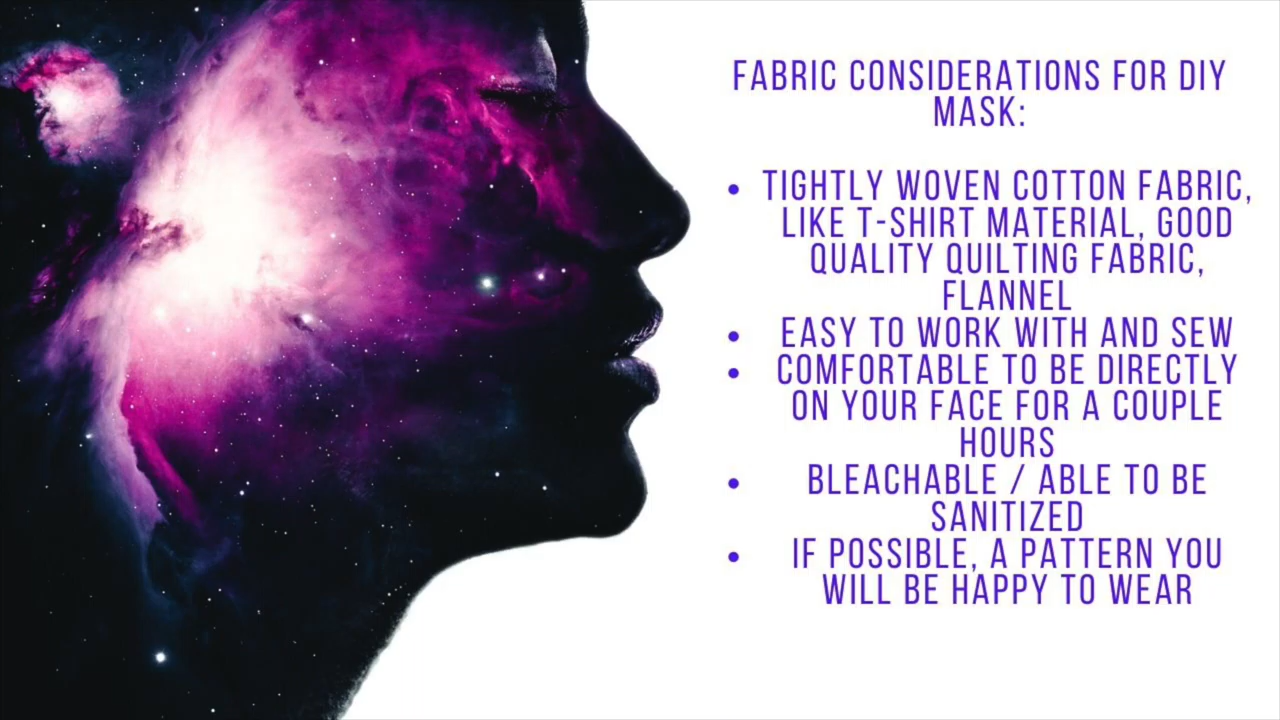 FABRIC CONSIDERATIONS FOR DIY
MASK:
• TIGHTLY WOVEN COTTON FABRIC,
LIKE T-SHIRT MATERIAL, GOOD
QUALITY QUILTING FABRIC,
FLANNEL
• EASY TO WORK WITH AND SEW
• COMFORTABLE TO BE DIRECTLY
ON YOUR FACE FOR A COUPLE
HOURS
• BLEACHABLE / ABLE TO BE
SANITIZED
• IF POSSIBLE, A PATTERN YOU
WILL BE HAPPY TO WEAR